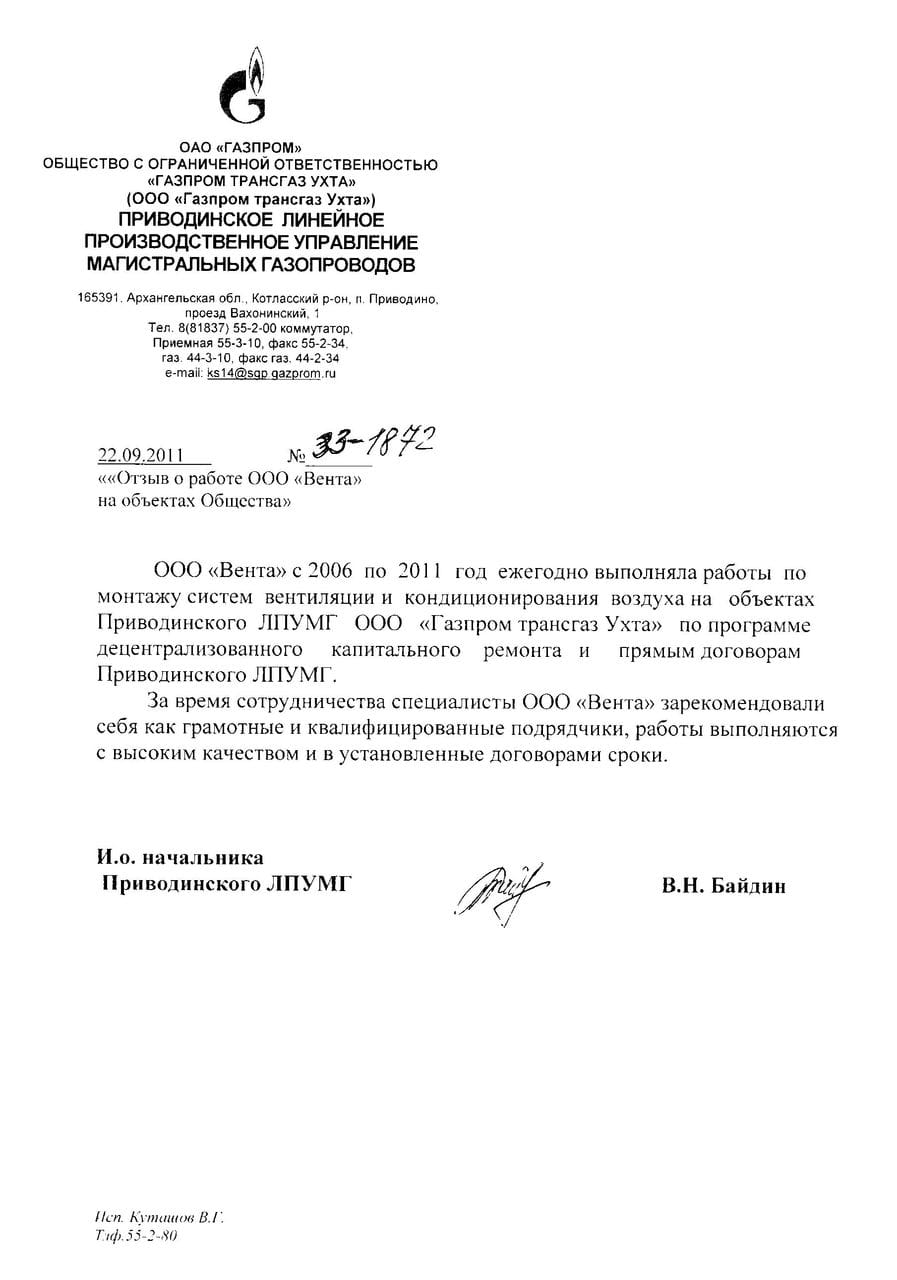 ОАО «ГАЗПРОМ»
ОБЩЕСТВО С ОГРАНИЧЕННОЙ ОТВЕТСТВЕННОСТЬЮ
«ГАЗПРОМ ТРАНСГАЗ УХТА»
(ООО «Газпром трансгаз Ухта»)
ПРИВОДИНСКОЕ ЛИНЕЙНОЕ
ПРОИЗВОДСТВЕННОЕ УПРАВЛЕНИЕ
МАГИСТРАЛЬНЫХ ГАЗОПРОВОДОВ
165391, Архангельская обл., Котласский р-он, п. Приводино,
проезд Вахонинский, 1
Тел. 8(81837) 55-2-00 коммутатор,
Приемная 55-3-10, факс 55-2-34,
газ. 44-3-10, факс газ. 44-2-34
e-mail: ks14@sgp.gazprom.ru
22.09.2011 № 33-1872
««Отзыв о работе ООО «Вента»
на объектах Общества»
ООО «Вента» с 2006 по 2011 год ежегодно выполняла работы по
монтажу систем вентиляции и кондиционирования воздуха на объектах
Приводинского ЛПУМГ ООО «Газпром трансгаз Ухта» по программе
децентрализованного капитального ремонта и прямым договорам
Приводинского ЛПУМГ.
За время сотрудничества специалисты ООО «Вента» зарекомендовали
себя как грамотные и квалифицированные подрядчики, работы выполняются
с высоким качеством и в установленные договорами сроки.
И.о. начальника
Приводинского ЛПУМГ В.Н. Байдин
Исп. Куташов В.Г.
Тлф.55-2-80